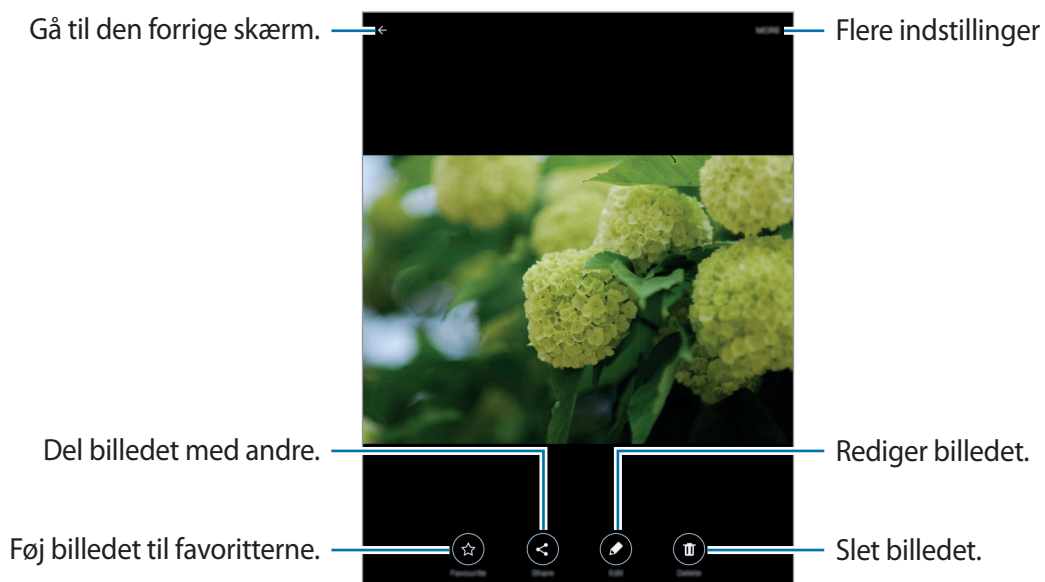 Gå til den forrige skærm.
MORE
Flere indstillinger
Del billedet med andre.
Rediger billedet.
Føj billedet til favoritterne.
Favourite
Share
Edit
Delete
Slet billedet.